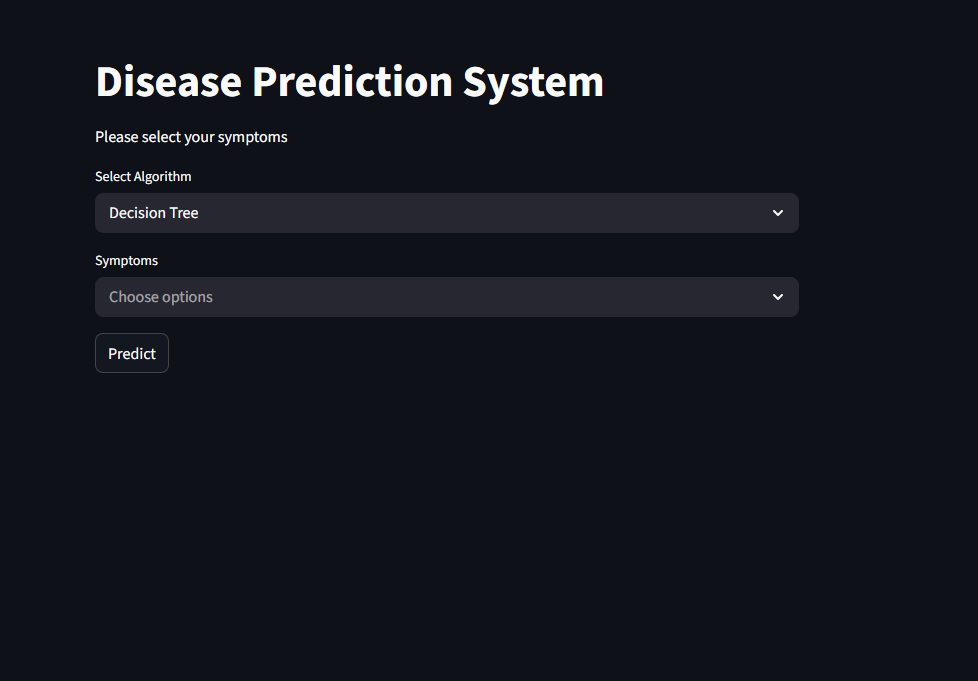 Disease Prediction System
Please select your symptoms
Select Algorithm
Decision Tree
Symptoms
Choose options
Predict